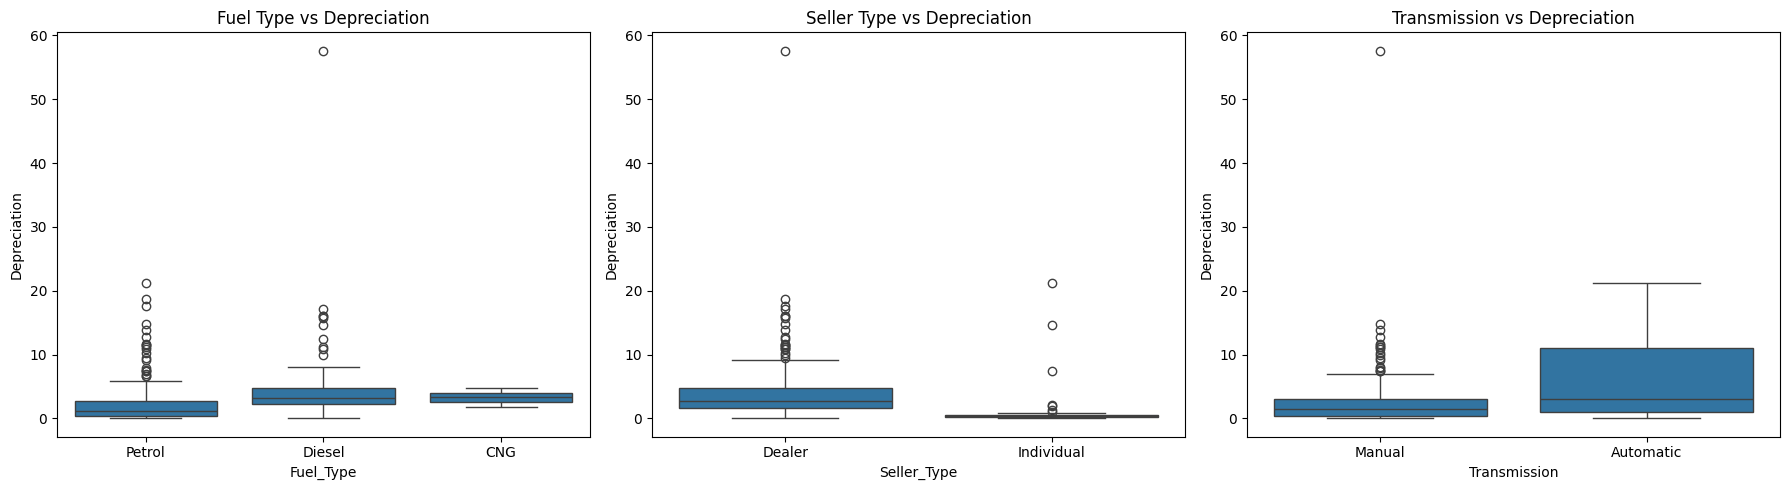 Fuel Type vs Depreciation
60
50
40
30
20
10
0
Depreciation
Petrol
Diesel
CNG
Fuel_Type
Seller Type vs Depreciation
60
50
40
30
20
10
0
Depreciation
Dealer
Individual
Seller_Type
Transmission vs Depreciation
60
50
40
30
20
10
0
Depreciation
Manual
Automatic
Transmission